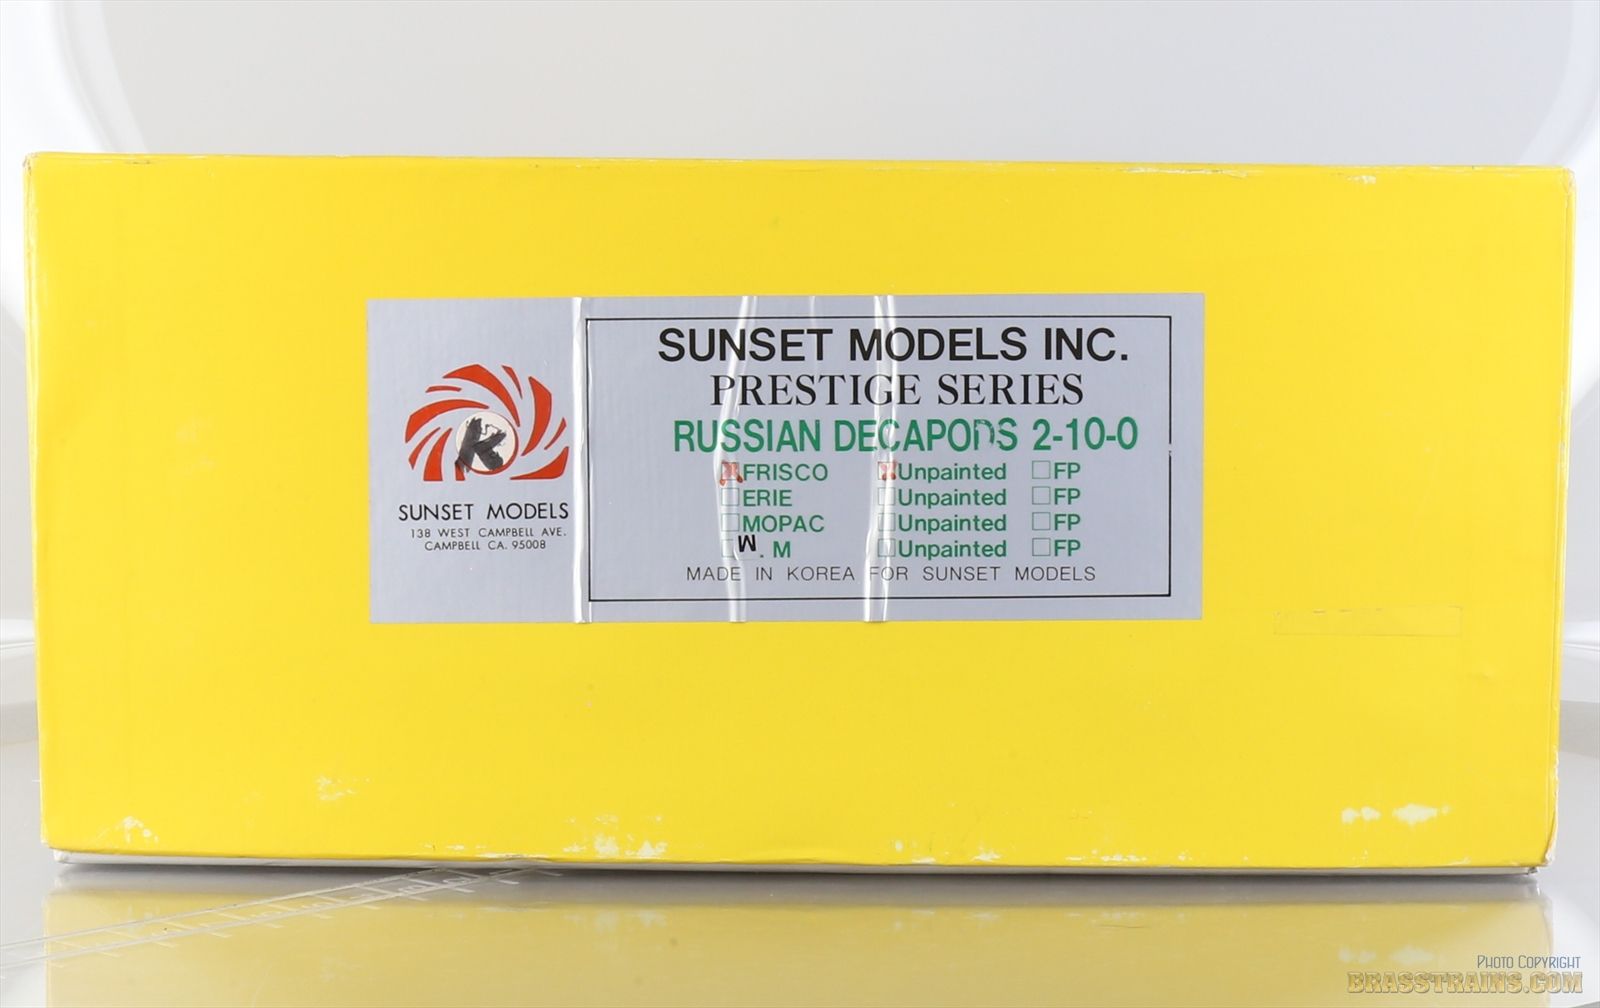 SUNSET MODELS INC.
PRESTIGE SERIES
RUSSIAN DECAPODS 2-10-0
FRISCO Unpainted FP
ERIE Unpainted FP
MOPAC Unpainted FP
W. M Unpainted FP
MADE IN KOREA FOR SUNSET MODELS
K
SUNSET MODELS
138 WEST CAMPBELL AVE.
CAMPBELL CA. 95008
PHOTO COPYRIGHT
BRASSTRAINS.COM